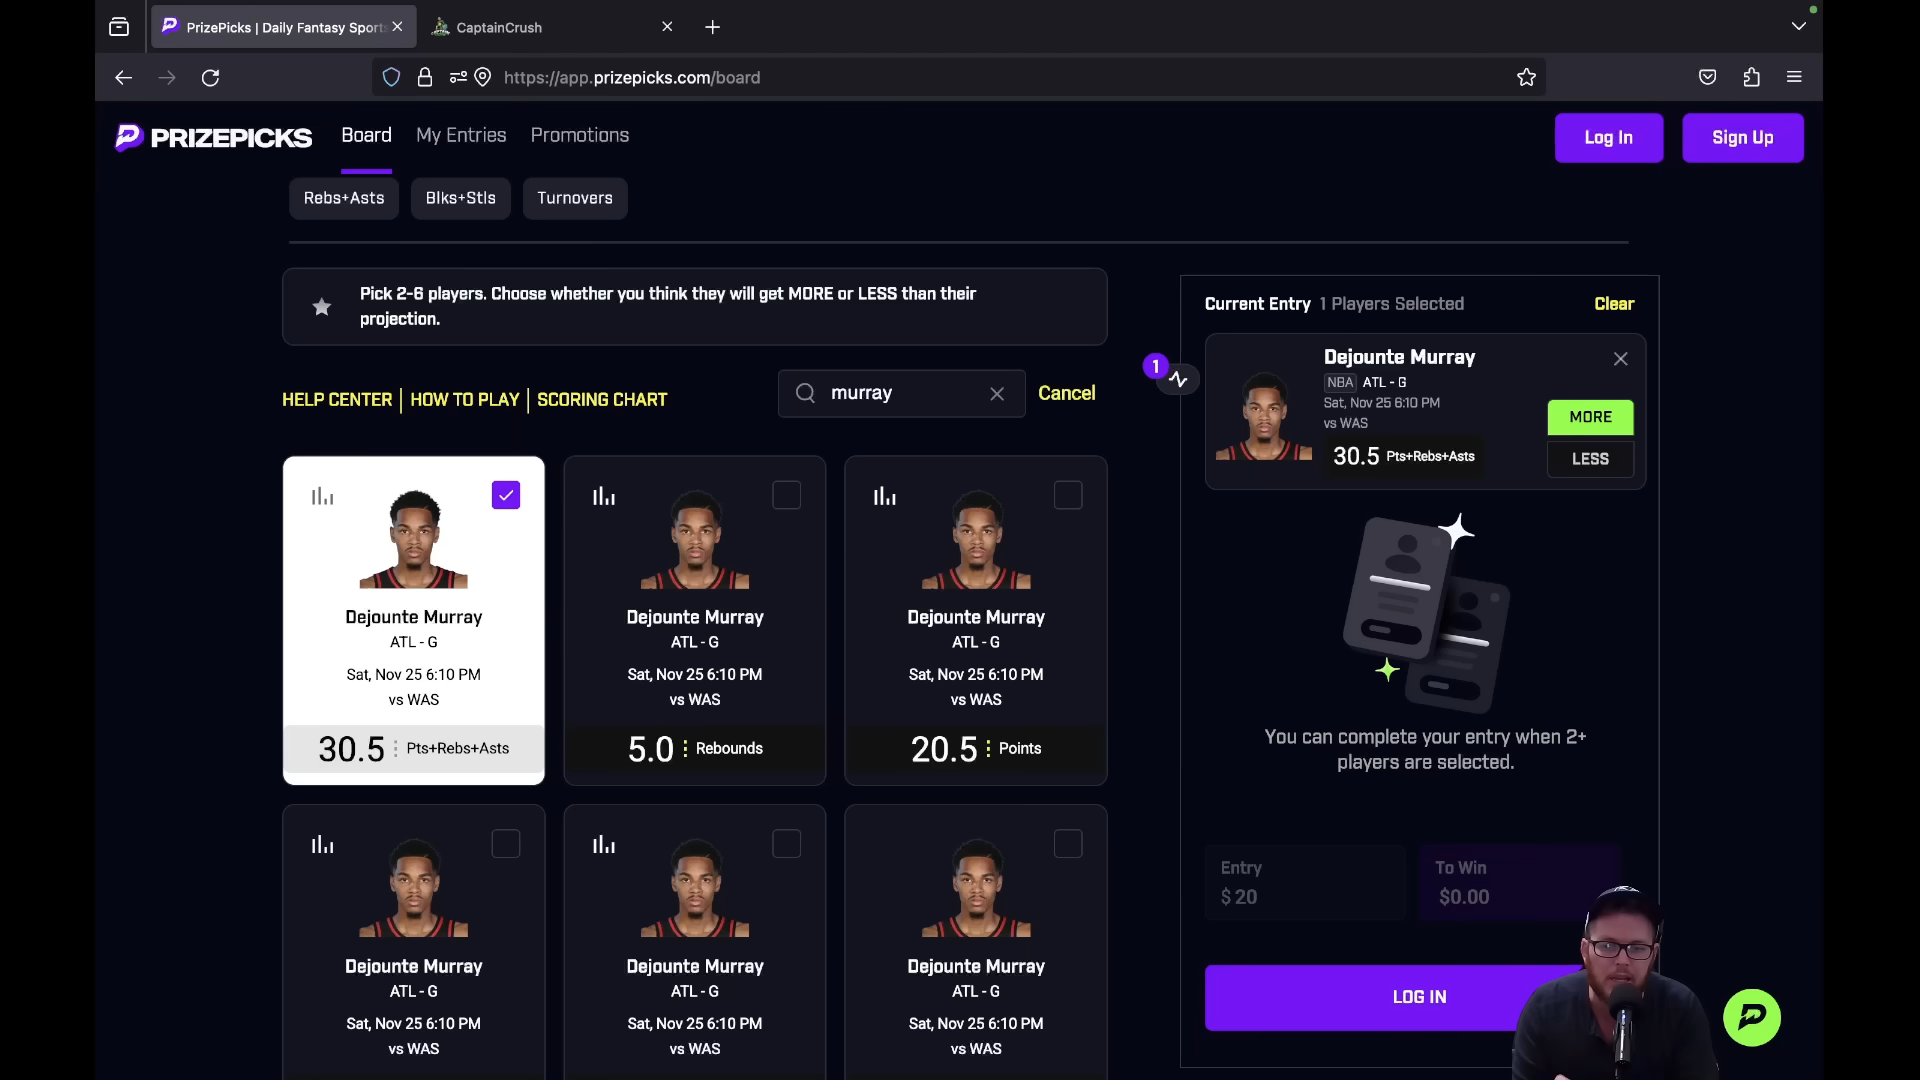 PrizePicks | Daily Fantasy Sports
CaptainCrush
https://app.prizepicks.com/board
PRIZEPICKS
Board
My Entries
Promotions
Log In
Sign Up
Rebs+Asts
Blks+Stls
Turnovers
Pick 2-6 players. Choose whether you think they will get MORE or LESS than their
projection.
HELP CENTER
HOW TO PLAY
SCORING CHART
murray
Cancel
Dejounte Murray
ATL - G
Sat, Nov 25 6:10 PM
vs WAS
30.5 Pts+Rebs+Asts
Dejounte Murray
ATL - G
Sat, Nov 25 6:10 PM
vs WAS
5.0 Rebounds
Dejounte Murray
ATL - G
Sat, Nov 25 6:10 PM
vs WAS
20.5 Points
Dejounte Murray
ATL - G
Sat, Nov 25 6:10 PM
vs WAS
Dejounte Murray
ATL - G
Sat, Nov 25 6:10 PM
vs WAS
Dejounte Murray
ATL - G
Sat, Nov 25 6:10 PM
vs WAS
Current Entry 1 Players Selected
Clear
1
Dejounte Murray
NBA ATL - G
Sat, Nov 25 6:10 PM
vs WAS
30.5 Pts+Rebs+Asts
MORE
LESS
You can complete your entry when 2+
players are selected.
Entry
$ 20
To Win
$0.00
LOG IN